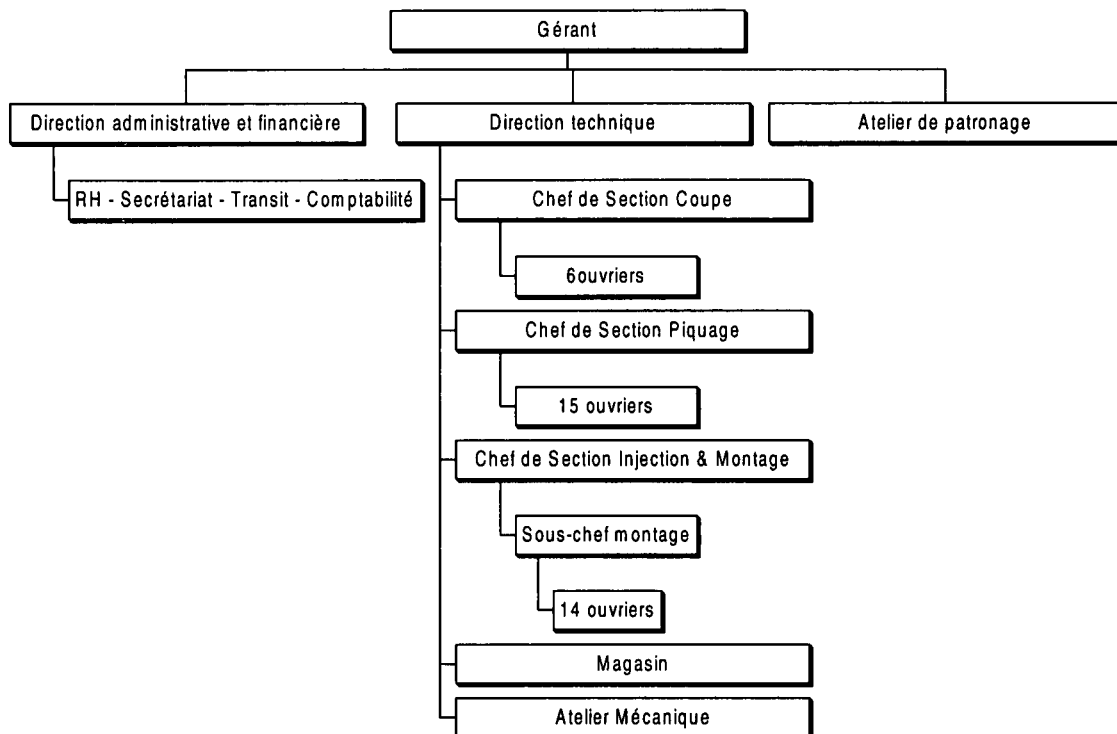 Gérant
Direction administrative et financière
Direction technique
Atelier de patronage
RH - Secrétariat - Transit - Comptabilité
Chef de Section Coupe
6ouvriers
Chef de Section Piquage
15 ouvriers
Chef de Section Injection & Montage
Sous-chef montage
14 ouvriers
Magasin
Atelier Mécanique